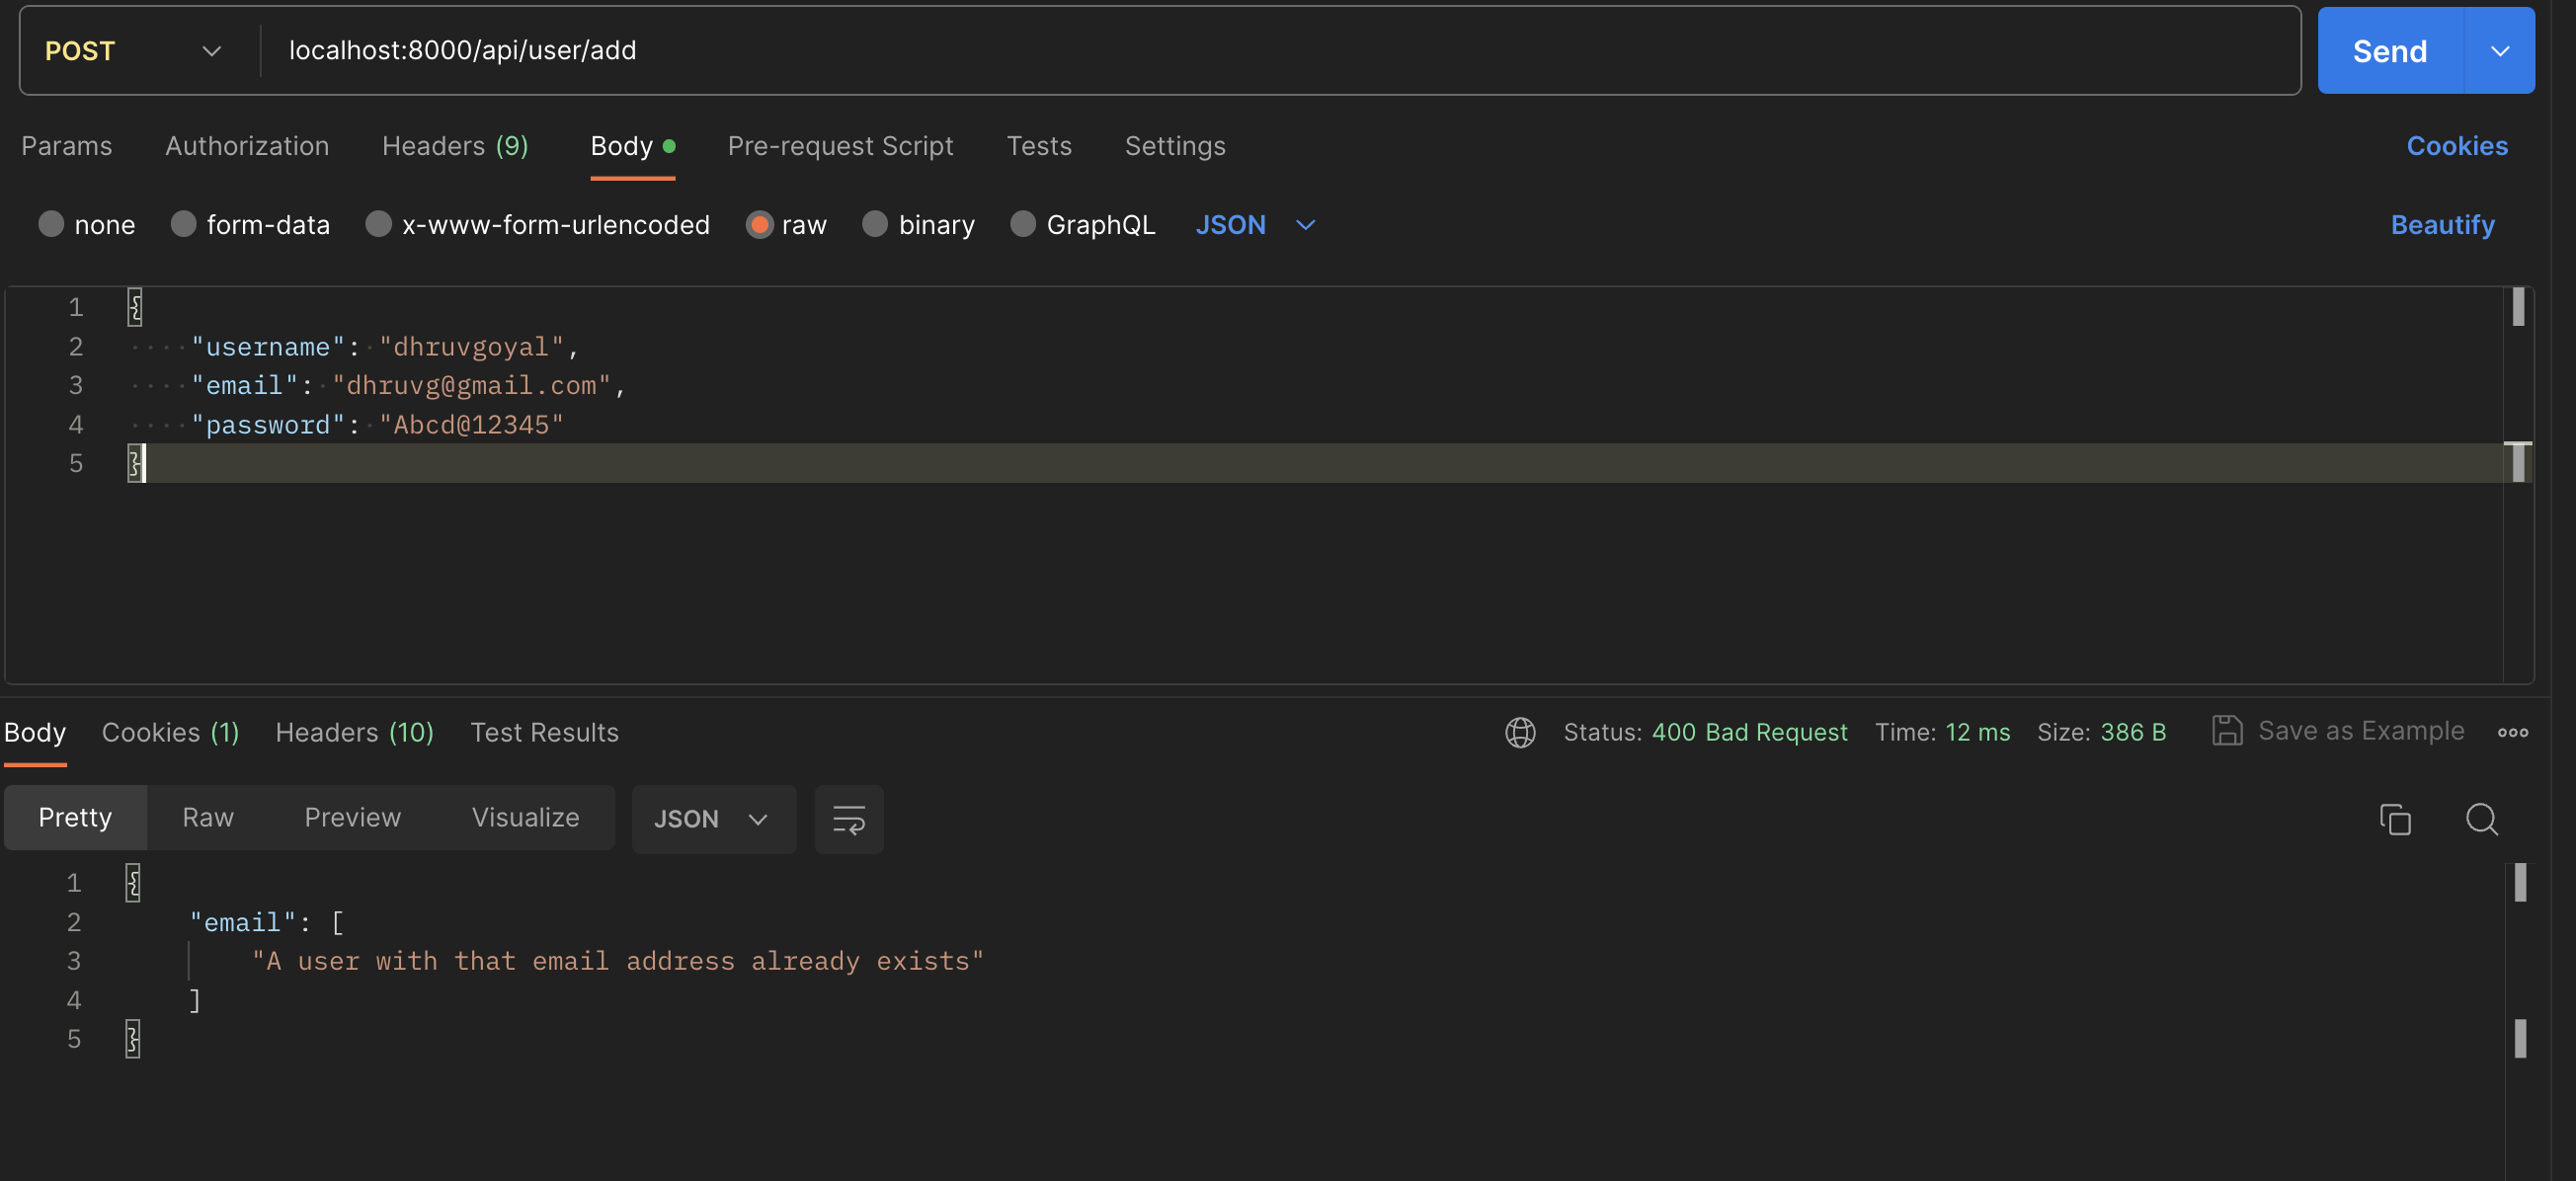 POST localhost:8000/api/user/add Send
Params Authorization Headers (9) Body Pre-request Script Tests Settings Cookies
none form-data x-www-form-urlencoded raw binary GraphQL JSON Beautify
1 {
2 "username": "dhruvgoyal",
3 "email": "dhruvg@gmail.com",
4 "password": "Abcd@12345"
5 }
Body Cookies (1) Headers (10) Test Results Status: 400 Bad Request Time: 12 ms Size: 386 B Save as Example
Pretty Raw Preview Visualize JSON
1 {
2 "email": [
3 "A user with that email address already exists"
4 ]
5 }